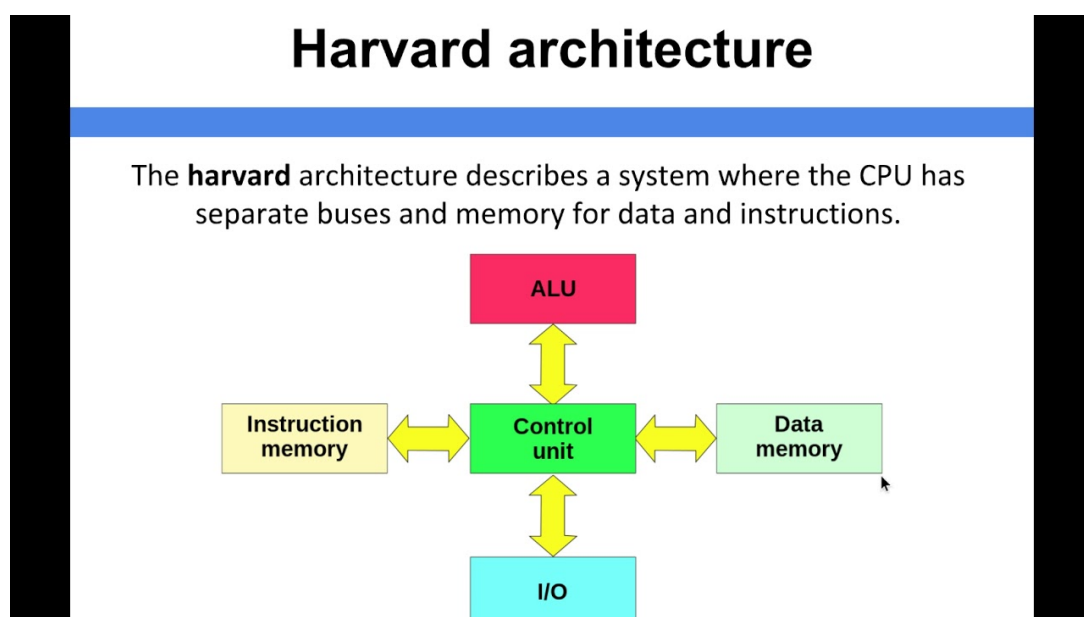 Harvard architecture
The harvard architecture describes a system where the CPU has
separate buses and memory for data and instructions.
ALU
Instruction
memory
Control
unit
Data
memory
I/O